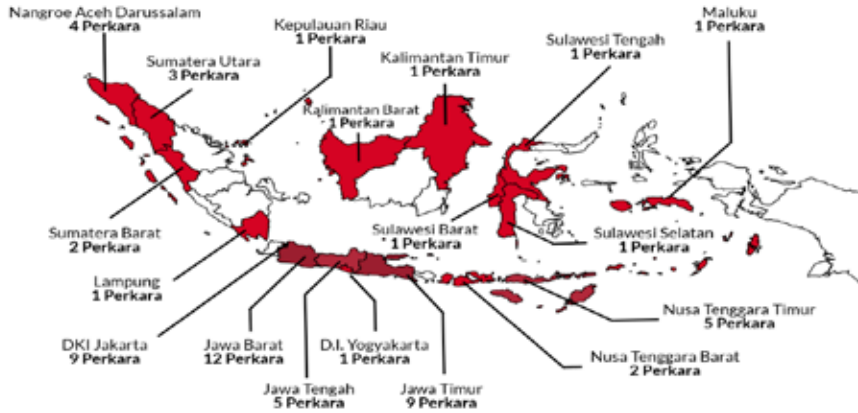 Nangroe Aceh Darussalam
4 Perkara
Kepulauan Riau
1 Perkara
Maluku
1 Perkara
Sumatera Utara
3 Perkara
Kalimantan Timur
1 Perkara
Sulawesi Tengah
1 Perkara
Kalimantan Barat
1 Perkara
Sumatera Barat
2 Perkara
Sulawesi Barat
1 Perkara
Sulawesi Selatan
1 Perkara
Lampung
1 Perkara
Nusa Tenggara Timur
5 Perkara
DKI Jakarta
9 Perkara
Jawa Barat
12 Perkara
D.I. Yogyakarta
1 Perkara
Nusa Tenggara Barat
2 Perkara
Jawa Tengah
5 Perkara
Jawa Timur
9 Perkara